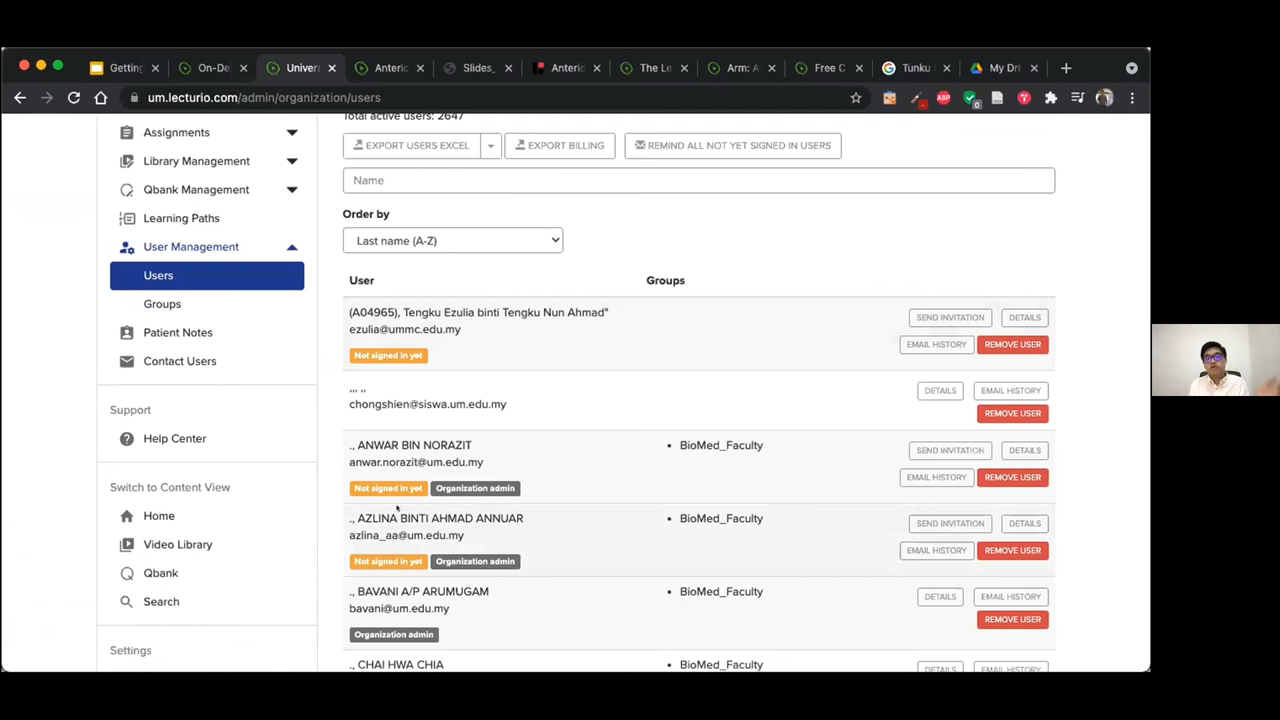 Getting
On-De
Univers
Anteric
Slides_
Anteric
The Le
Arm: A
Free C
Tunku
My Dri
um.lecturio.com/admin/organization/users
ABP
0
Assignments
Library Management
Qbank Management
Learning Paths
User Management
Users
Groups
Patient Notes
Contact Users
Support
Help Center
Switch to Content View
Home
Video Library
Qbank
Search
Settings
Total active users: 2647
EXPORT USERS EXCEL
EXPORT BILLING
REMIND ALL NOT YET SIGNED IN USERS
Name
Order by
Last name (A-Z)
User Groups
(A04965), Tengku Ezulia binti Tengku Nun Ahmad"
ezulia@ummc.edu.my
Not signed in yet
SEND INVITATION DETAILS
EMAIL HISTORY REMOVE USER
,,, ,,
chongshien@siswa.um.edu.my
DETAILS EMAIL HISTORY
REMOVE USER
., ANWAR BIN NORAZIT
anwar.norazit@um.edu.my
Not signed in yet Organization admin
• BioMed_Faculty
SEND INVITATION DETAILS
EMAIL HISTORY REMOVE USER
., AZLINA BINTI AHMAD ANNUAR
azlina_aa@um.edu.my
Not signed in yet Organization admin
• BioMed_Faculty
SEND INVITATION DETAILS
EMAIL HISTORY REMOVE USER
., BAVANI A/P ARUMUGAM
bavani@um.edu.my
Organization admin
• BioMed_Faculty
DETAILS EMAIL HISTORY
REMOVE USER
., CHAI HWA CHIA
• BioMed_Faculty
DETAILS EMAIL HISTORY